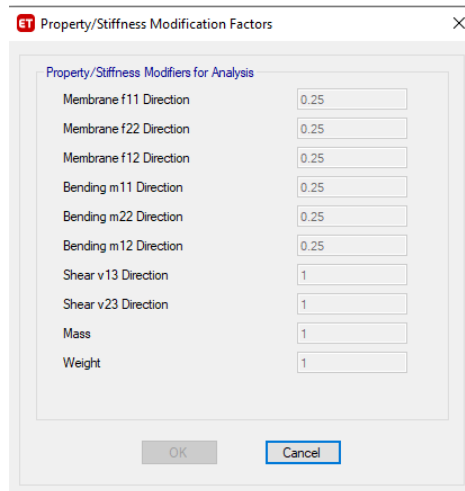 ET Property/Stiffness Modification Factors
Property/Stiffness Modifiers for Analysis
Membrane f11 Direction 0.25
Membrane f22 Direction 0.25
Membrane f12 Direction 0.25
Bending m11 Direction 0.25
Bending m22 Direction 0.25
Bending m12 Direction 0.25
Shear v13 Direction 1
Shear v23 Direction 1
Mass 1
Weight 1
OK Cancel